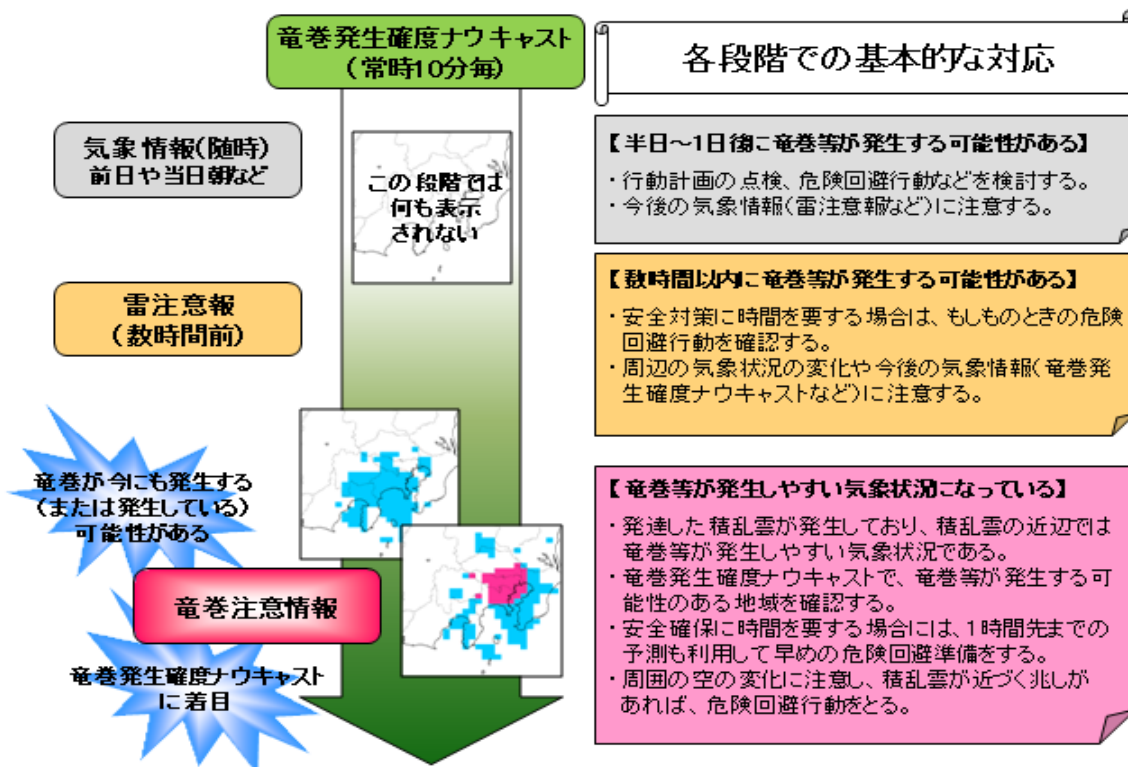 竜巻発生確度ナウキャスト
(常時10分毎)
各段階での基本的な対応
気象情報(随時)
前日や当日朝など
この段階では
何も表示
されない
【半日～1日後に竜巻等が発生する可能性がある】
・行動計画の点検、危険回避行動などを検討する。
・今後の気象情報(雷注意報など)に注意する。
雷注意報
(数時間前)
【数時間以内に竜巻等が発生する可能性がある】
・安全対策に時間を要する場合は、もしものときの危険
回避行動を確認する。
・周辺の気象状況の変化や今後の気象情報(竜巻発
生確度ナウキャストなど)に注意する。
竜巻が今にも発生する
(または発生している)
可能性がある
竜巻注意情報
竜巻発生確度ナウキャスト
に着目
【竜巻等が発生しやすい気象状況になっている】
・発達した積乱雲が発生しており、積乱雲の近辺では
竜巻等が発生しやすい気象状況である。
・竜巻発生確度ナウキャストで、竜巻等が発生する可
能性のある地域を確認する。
・安全確保に時間を要する場合には、1時間先までの
予測も利用して早めの危険回避準備をする。
・周囲の空の変化に注意し、積乱雲が近づく兆しが
あれば、危険回避行動をとる。